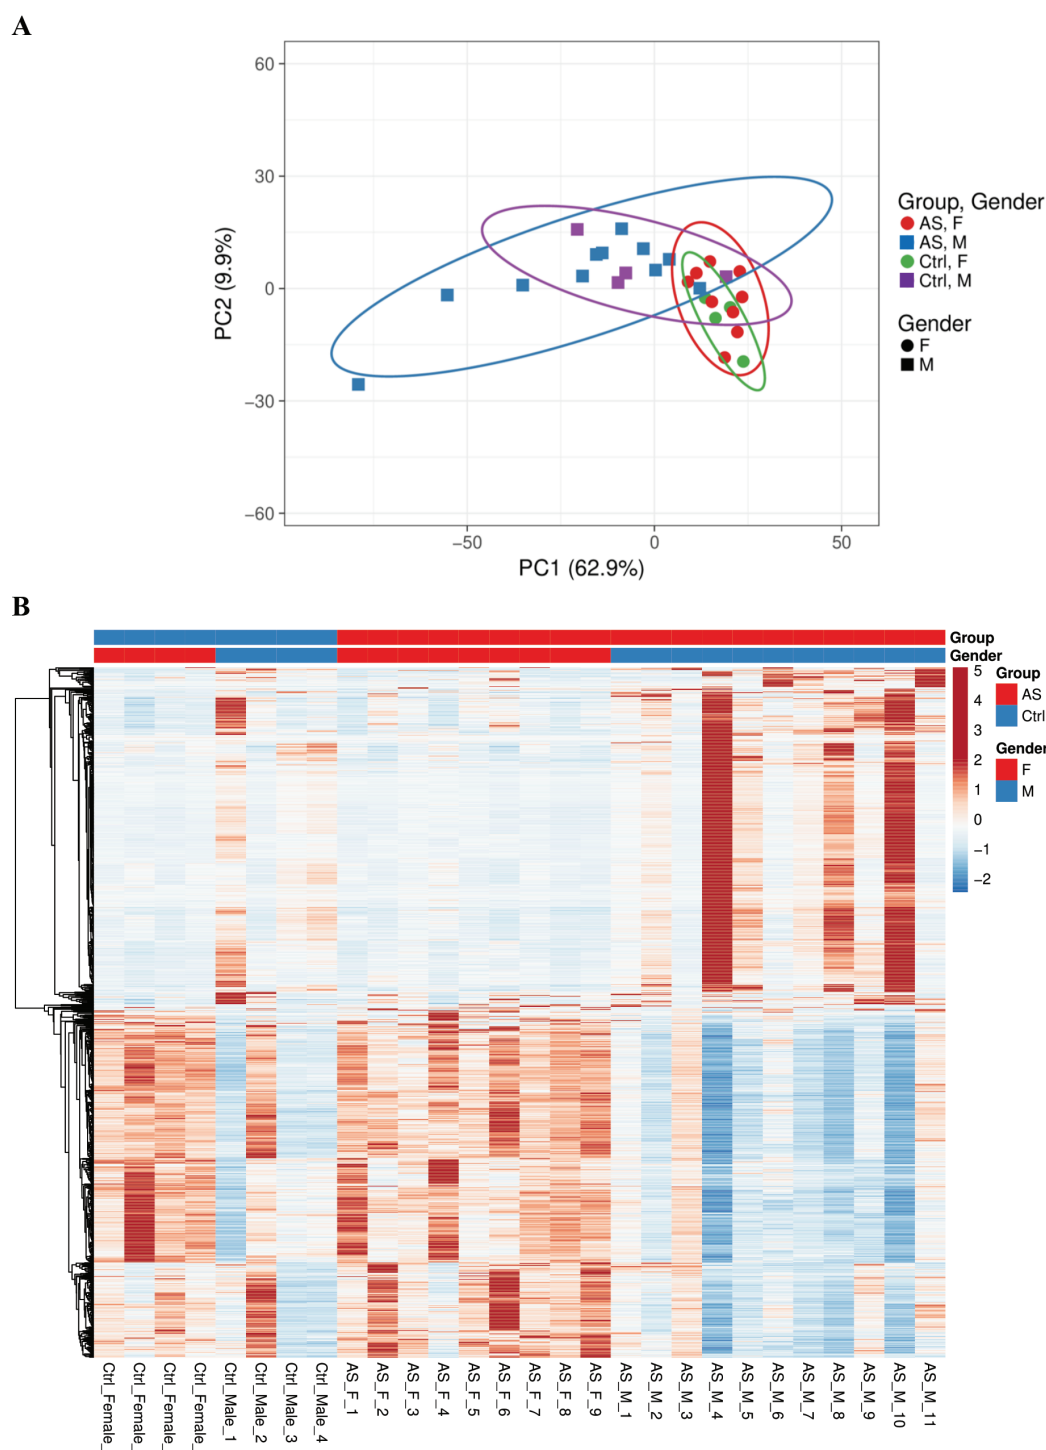 A
60
30
0
−30
−60
PC2 (9.9%)
−50
0
50
PC1 (62.9%)
Group, Gender
AS, F
AS, M
Ctrl, F
Ctrl, M
Gender
F
M
B
Group
Gender
5
4
3
2
1
0
−1
−2
Group
AS
Ctrl
Gender
F
M
Ctrl_Female_
Ctrl_Female_
Ctrl_Female_
Ctrl_Female_
Ctrl_Male_1
Ctrl_Male_2
Ctrl_Male_3
Ctrl_Male_4
AS_F_1
AS_F_2
AS_F_3
AS_F_4
AS_F_5
AS_F_6
AS_F_7
AS_F_8
AS_F_9
AS_M_1
AS_M_2
AS_M_3
AS_M_4
AS_M_5
AS_M_6
AS_M_7
AS_M_8
AS_M_9
AS_M_10
AS_M_11